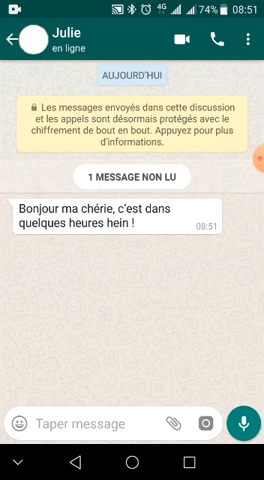 4G 74% 08:51
Julie
en ligne
AUJOURD'HUI
Les messages envoyés dans cette discussion
et les appels sont désormais protégés avec le
chiffrement de bout en bout. Appuyez pour plus
d'informations.
1 MESSAGE NON LU
Bonjour ma chérie, c'est dans
quelques heures hein !
08:51
Taper message